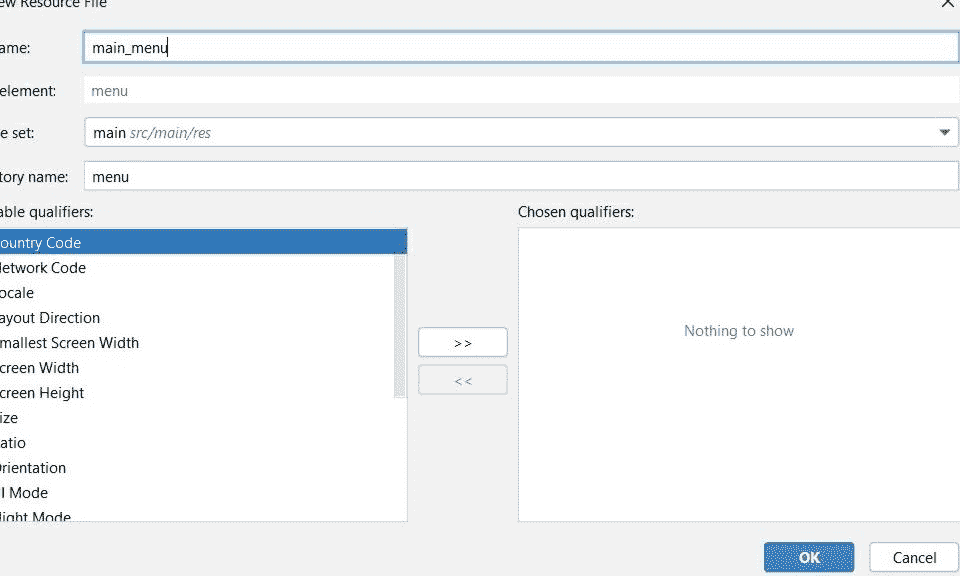 ew Resource File
ame: main_menu
element: menu
e set: main src/main/res
tory name: menu
able qualifiers: Chosen qualifiers:
ountry Code
etwork Code
ocale
ayout Direction
mallest Screen Width
creen Width
creen Height
ize
atio
rientation
I Mode
ight Mode
>>
<<
Nothing to show
OK Cancel